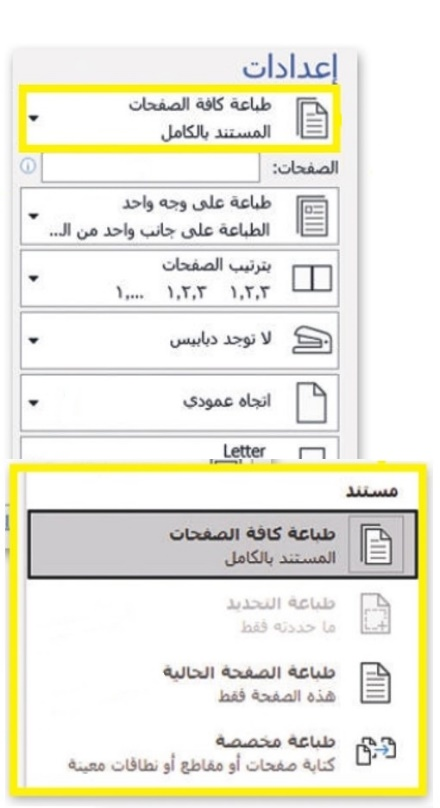 إعدادات
طباعة كافة الصفحات
المستند بالكامل
الصفحات:
طباعة على وجه واحد
الطباعة على جانب واحد من الـ...
بترتيب الصفحات
١,٢,٣ ١,٢,٣ ١,...
لا توجد دبابيس
اتجاه عمودي
Letter
مستند
طباعة كافة الصفحات
المستند بالكامل
طباعة التحديد
ما حددته فقط
طباعة الصفحة الحالية
هذه الصفحة فقط
طباعة مخصصة
كتابة صفحات أو مقاطع أو نطاقات معينة